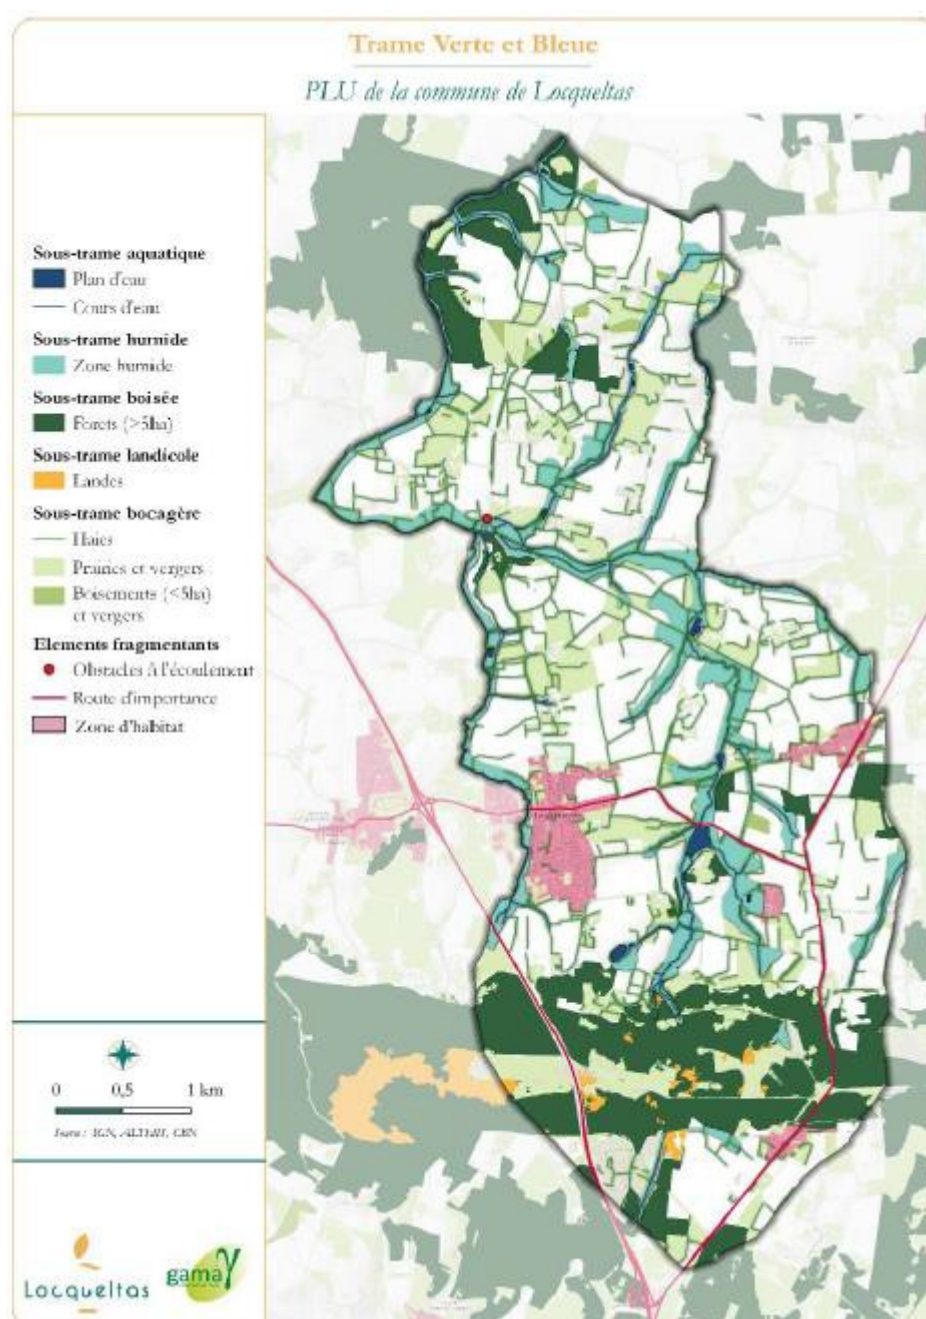 Trame Verte et Bleue
PLU de la commune de Locqueltas
Sous-trame aquatique
Plan d'eau
Cours d'eau
Sous-trame humide
Zone humide
Sous-trame boisée
Forets (>5ha)
Sous-trame landicole
Landes
Sous-trame bocagère
Haies
Prairies et vergers
Boisements (<5ha)
et vergers
Elements fragmentants
Obstacles à l'écoulement
Route d'importance
Zone d'habitat
0 0,5 1 km
Locqueltas
gama